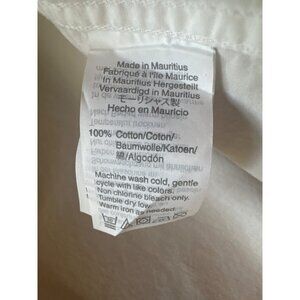 Made in Mauritius
Fabriqué à l'île Maurice
In Mauritius Hergestellt
Vervaardigd in Mauritius
モーリシャス製
Hecho en Mauricio
100% Cotton/Coton/
Baumwolle/Katoen/
綿/Algodón
Machine wash cold, gentle
cycle with like colors.
Non chlorine bleach only.
Tumble dry low.
Warm iron as needed.